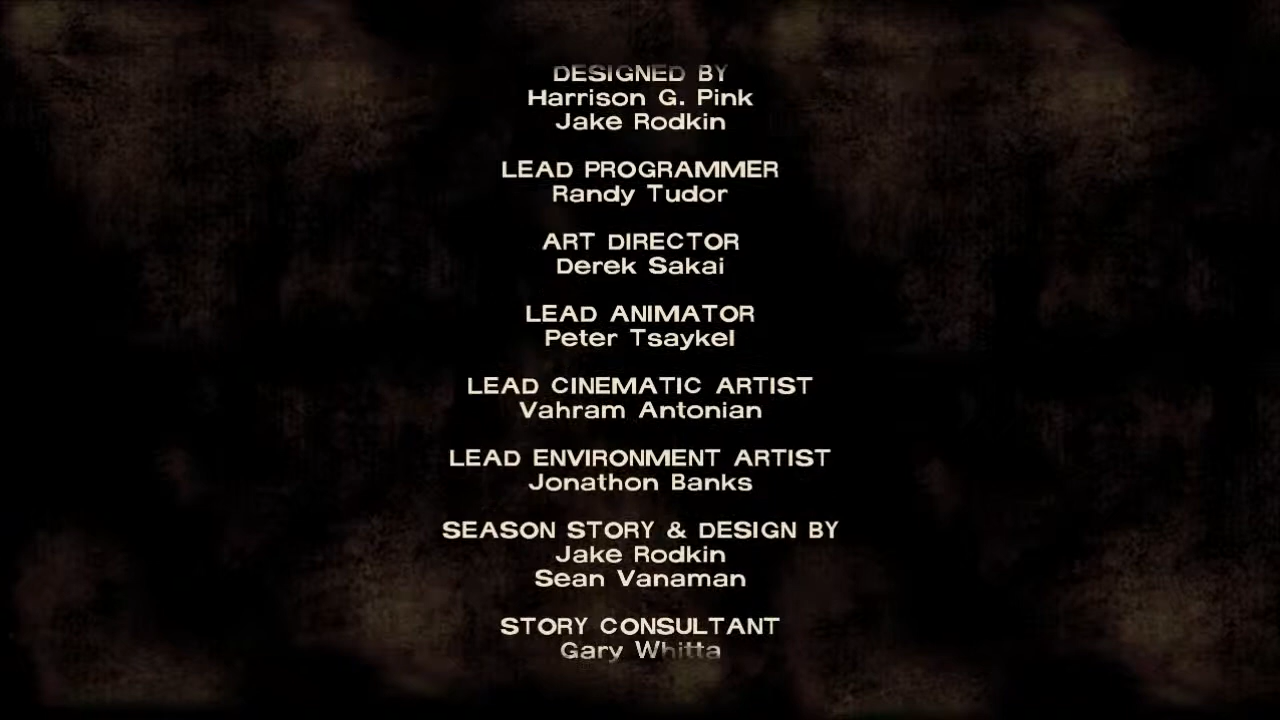 DESIGNED BY
Harrison G. Pink
Jake Rodkin
LEAD PROGRAMMER
Randy Tudor
ART DIRECTOR
Derek Sakai
LEAD ANIMATOR
Peter Tsaykel
LEAD CINEMATIC ARTIST
Vahram Antonian
LEAD ENVIRONMENT ARTIST
Jonathon Banks
SEASON STORY & DESIGN BY
Jake Rodkin
Sean Vanaman
STORY CONSULTANT
Gary Whitta